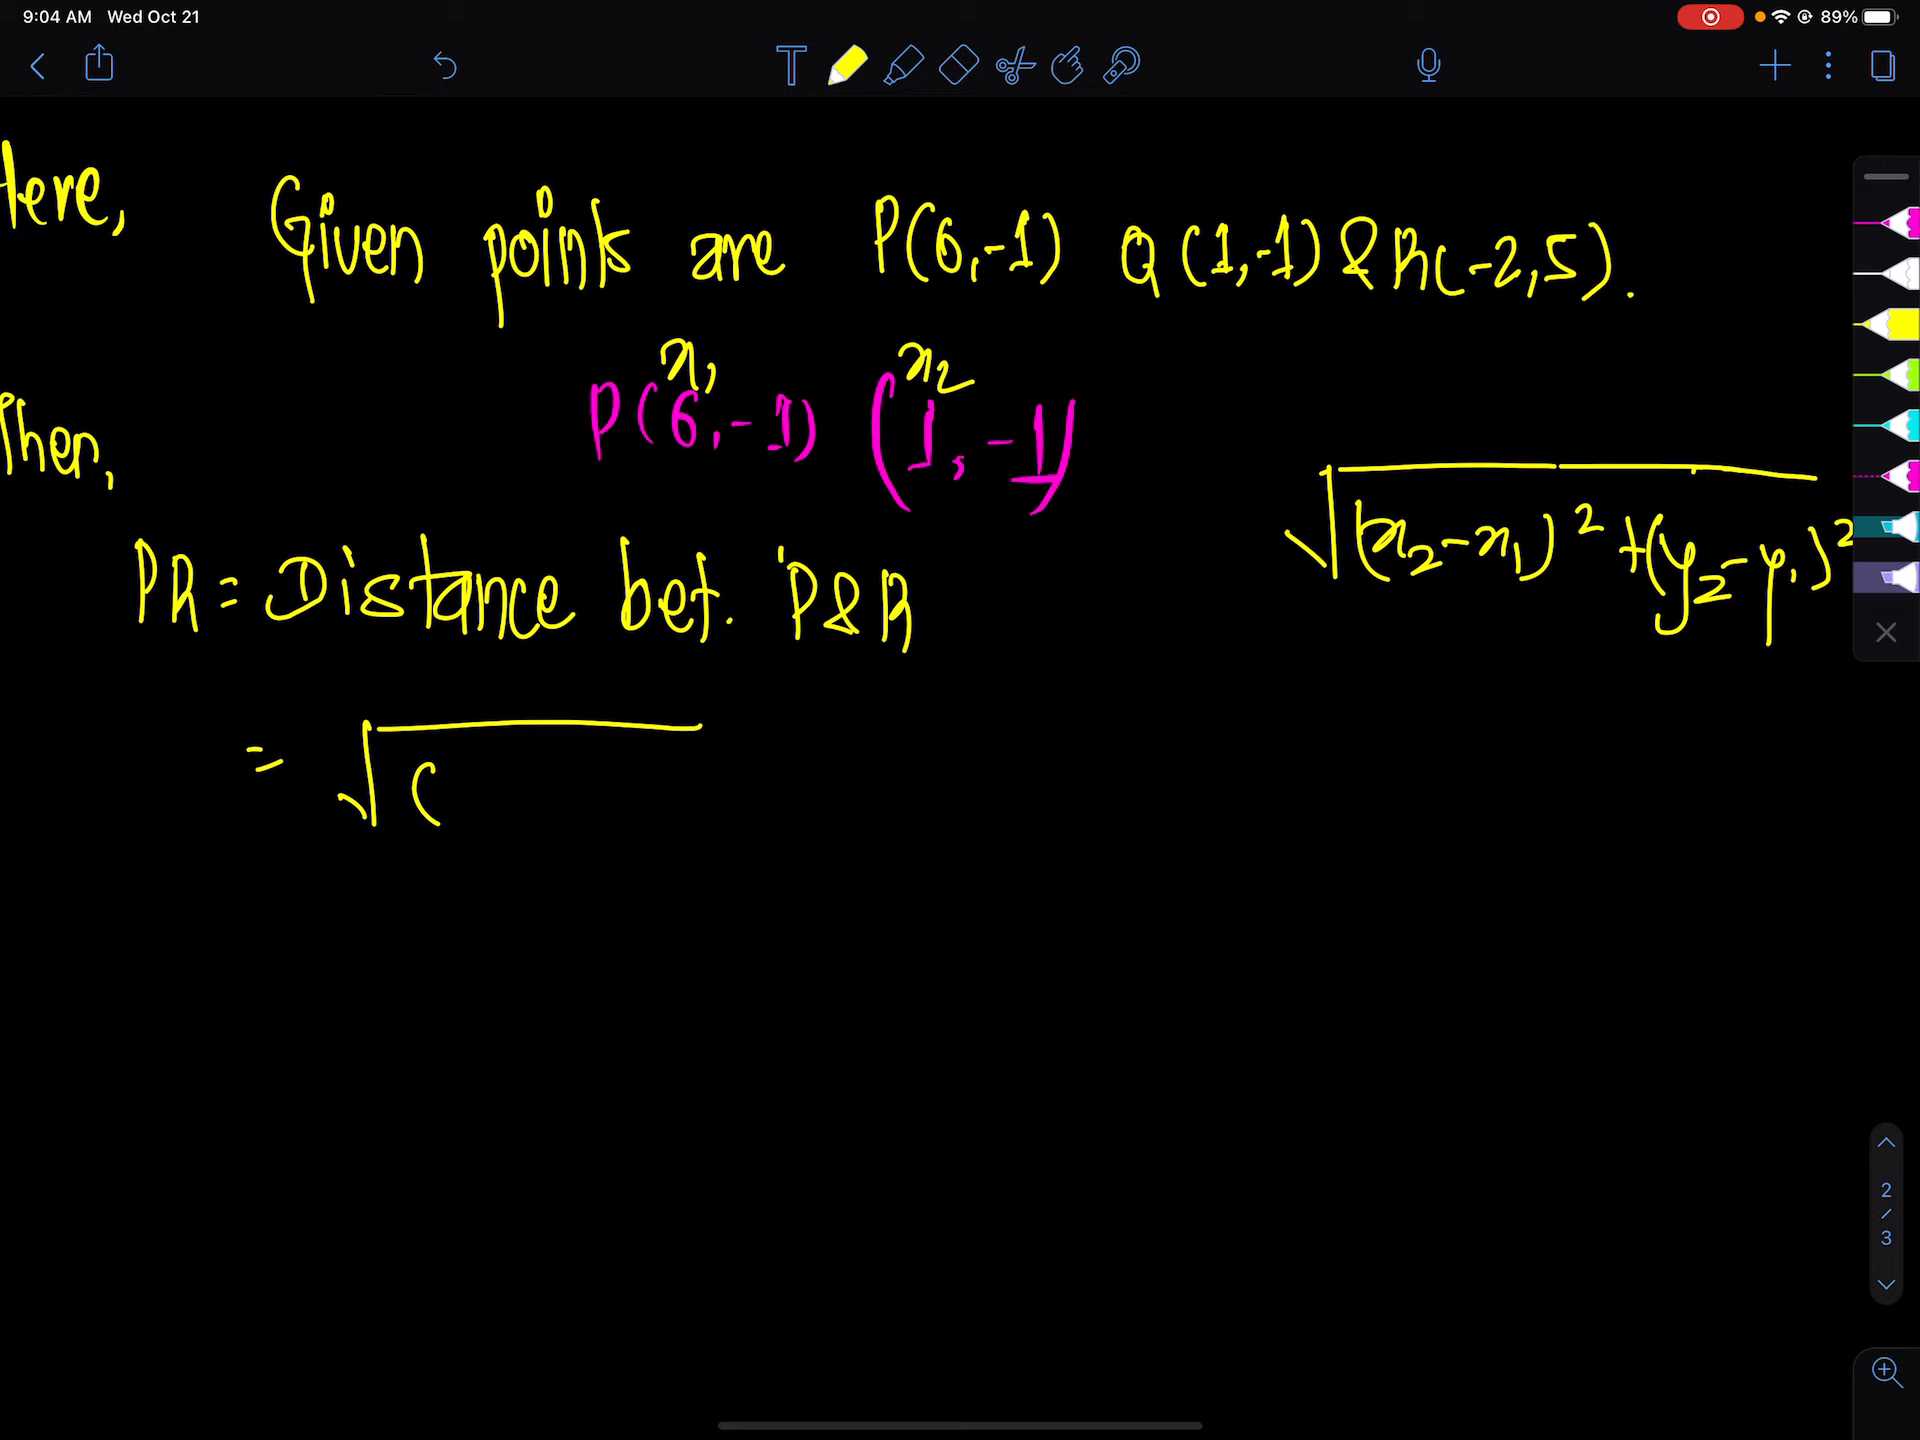 9:04 AM Wed Oct 21
89%
Here,
Given points are P(6,-1) Q(1,-1) & R(-2,5).
x₁ x₂
P(6,-1) (1,-1)
Then,
√(x₂-x₁)² +(y₂-y₁)²
PR = Distance bet. P&R
= √(
2
/
3